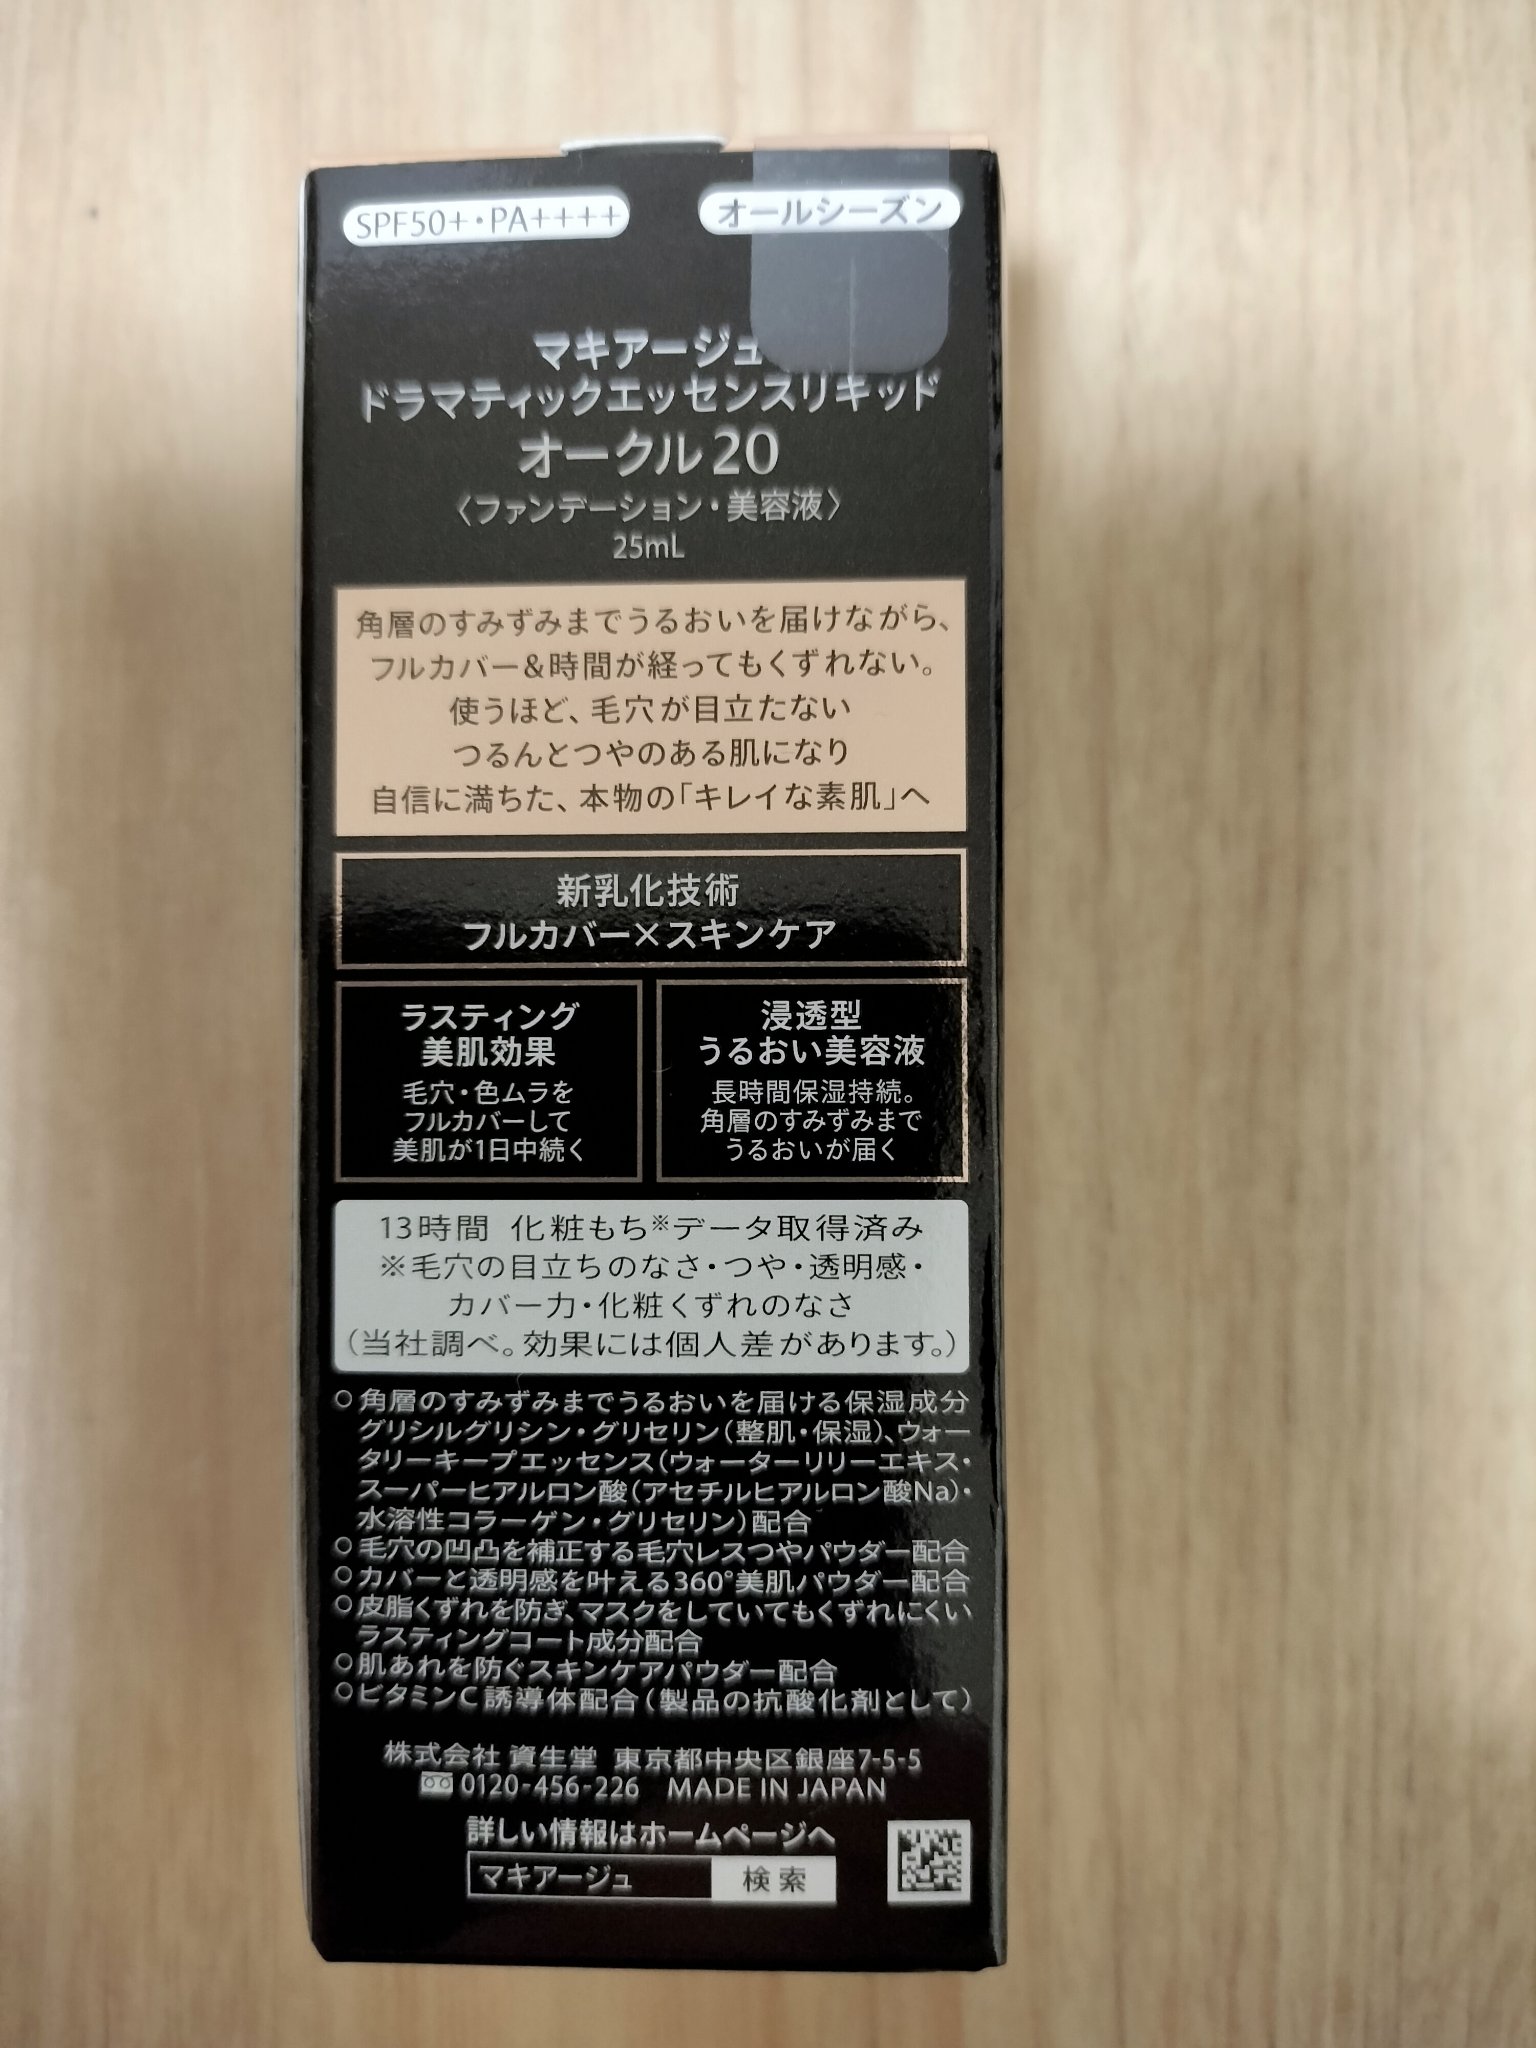 SPF50+・PA++++
オールシーズン
マキアージュ
ドラマティックエッセンスリキッド
オークル20
〈ファンデーション・美容液〉
25mL
角層のすみずみまでうるおいを届けながら、
フルカバー&時間が経ってもくずれない。
使うほど、毛穴が目立たない
つるんとつやのある肌になり
自信に満ちた、本物の「キレイな素肌」へ
新乳化技術
フルカバー×スキンケア
ラスティング
美肌効果
毛穴・色ムラを
フルカバーして
美肌が1日中続く
浸透型
うるおい美容液
長時間保湿持続。
角層のすみずみまで
うるおいが届く
13時間 化粧もち※データ取得済み
※毛穴の目立ちのなさ・つや・透明感・
カバー力・化粧くずれのなさ
(当社調べ。効果には個人差があります。)
○角層のすみずみまでうるおいを届ける保湿成分
グリシルグリシン・グリセリン(整肌・保湿)、ウォー
タリーキープエッセンス(ウォーターリリーエキス・
スーパーヒアルロン酸(アセチルヒアルロン酸Na)・
水溶性コラーゲン・グリセリン)配合
○毛穴の凹凸を補正する毛穴レスつやパウダー配合
○カバーと透明感を叶える360°美肌パウダー配合
○皮脂くずれを防ぎ、マスクをしていてもくずれにくい
ラスティングコート成分配合
○肌あれを防ぐスキンケアパウダー配合
○ビタミンC誘導体配合(製品の抗酸化剤として)
株式会社 資生堂 東京都中央区銀座7-5-5
0120-456-226 MADE IN JAPAN
詳しい情報はホームページへ
マキアージュ 検索